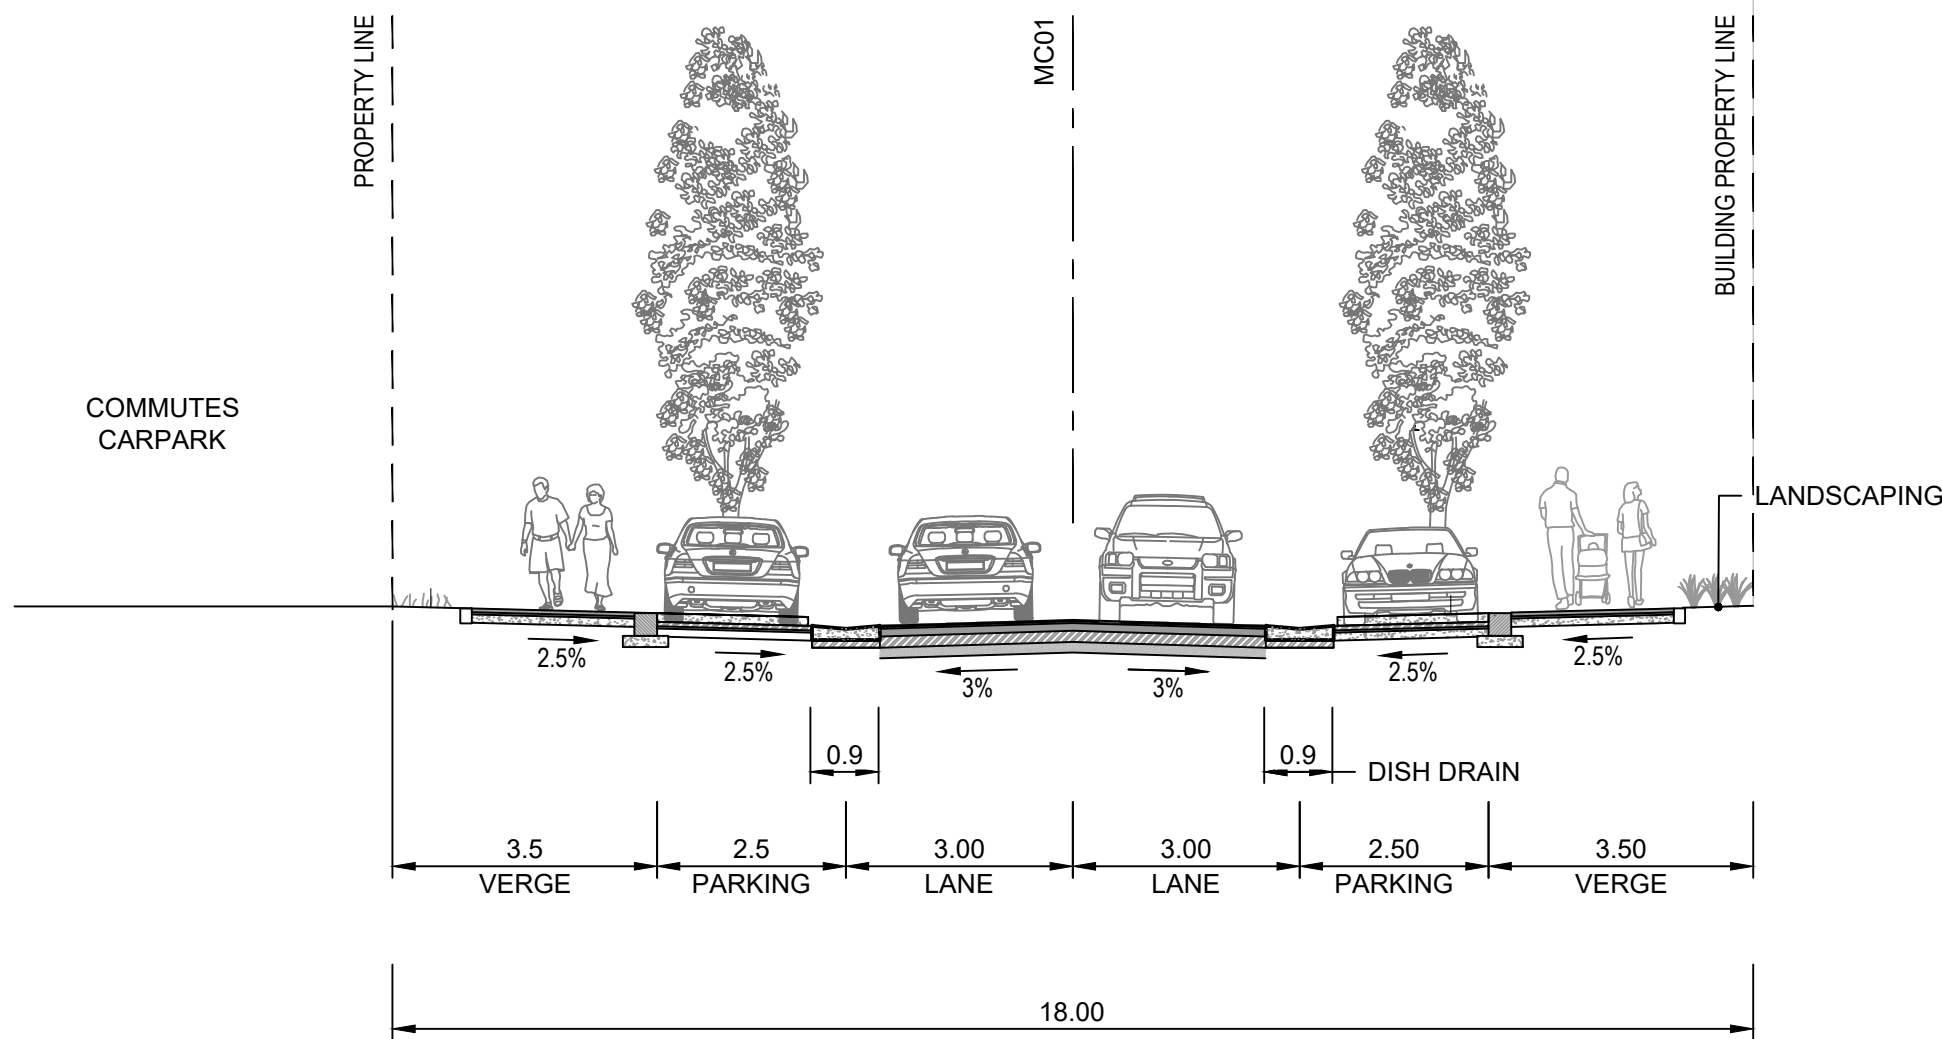 PROPERTY LINE
MC01
BUILDING PROPERTY LINE
COMMUTES
CARPARK
LANDSCAPING
2.5%
2.5%
3%
3%
2.5%
2.5%
0.9
0.9
DISH DRAIN
3.5
2.5
3.00
3.00
2.50
3.50
VERGE
PARKING
LANE
LANE
PARKING
VERGE
18.00